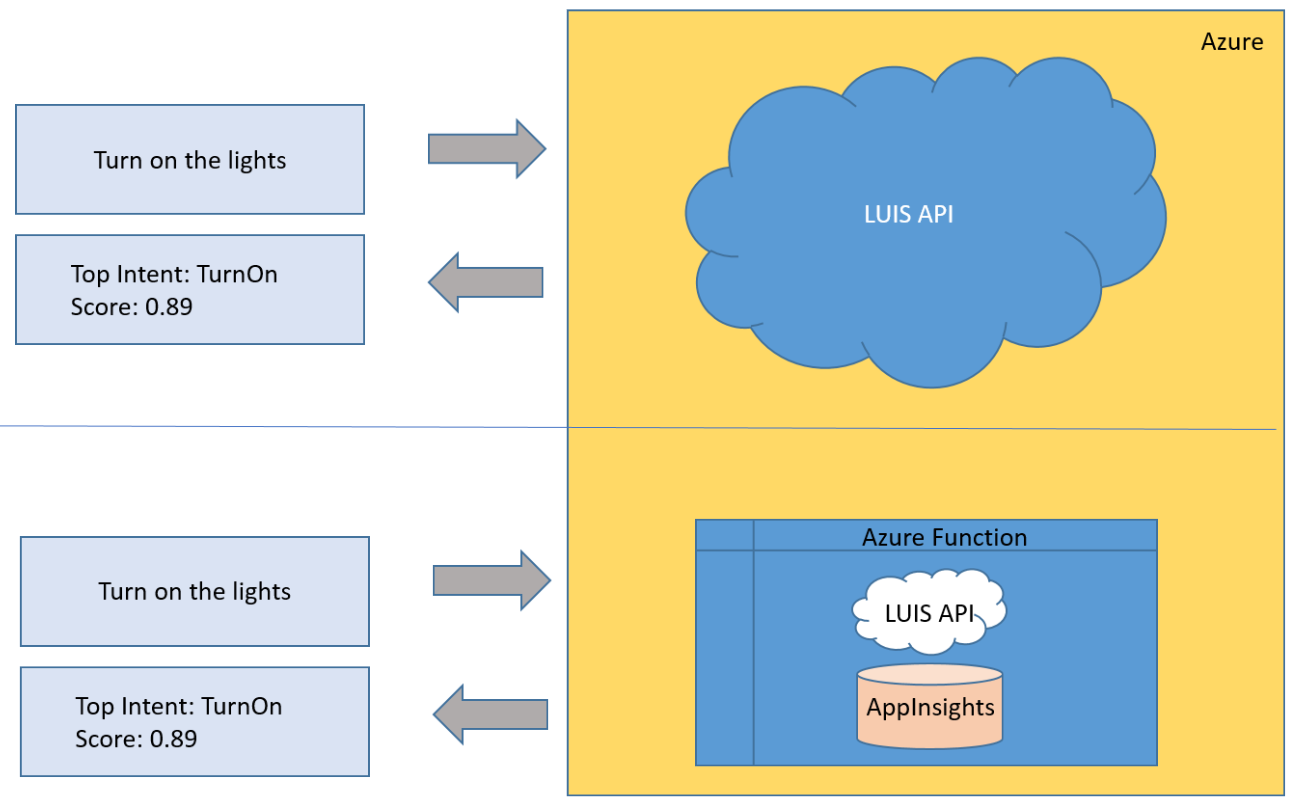 Azure
Turn on the lights
LUIS API
Top Intent: TurnOn
Score: 0.89
Azure Function
Turn on the lights
LUIS API
Top Intent: TurnOn
Score: 0.89
AppInsights